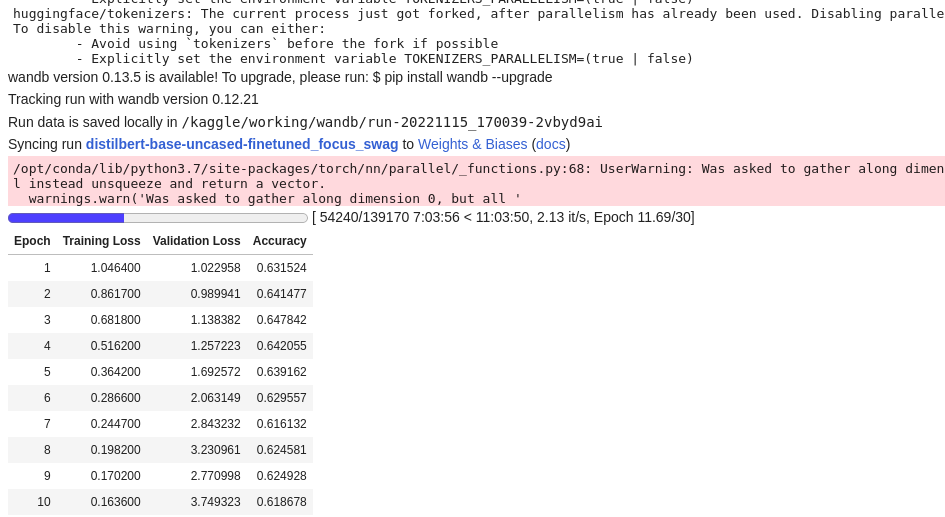 - Explicitly set the environment variable TOKENIZERS_PARALLELISM=(true | false)
huggingface/tokenizers: The current process just got forked, after parallelism has already been used. Disabling paralle
To disable this warning, you can either:
- Avoid using `tokenizers` before the fork if possible
- Explicitly set the environment variable TOKENIZERS_PARALLELISM=(true | false)
wandb version 0.13.5 is available! To upgrade, please run: $ pip install wandb --upgrade
Tracking run with wandb version 0.12.21
Run data is saved locally in /kaggle/working/wandb/run-20221115_170039-2vbyd9ai
Syncing run distilbert-base-uncased-finetuned_focus_swag to Weights & Biases (docs)
/opt/conda/lib/python3.7/site-packages/torch/nn/parallel/_functions.py:68: UserWarning: Was asked to gather along dimen
l instead unsqueeze and return a vector.
warnings.warn('Was asked to gather along dimension 0, but all '
[ 54240/139170 7:03:56 < 11:03:50, 2.13 it/s, Epoch 11.69/30]
Epoch Training Loss Validation Loss Accuracy
1 1.046400 1.022958 0.631524
2 0.861700 0.989941 0.641477
3 0.681800 1.138382 0.647842
4 0.516200 1.257223 0.642055
5 0.364200 1.692572 0.639162
6 0.286600 2.063149 0.629557
7 0.244700 2.843232 0.616132
8 0.198200 3.230961 0.624581
9 0.170200 2.770998 0.624928
10 0.163600 3.749323 0.618678